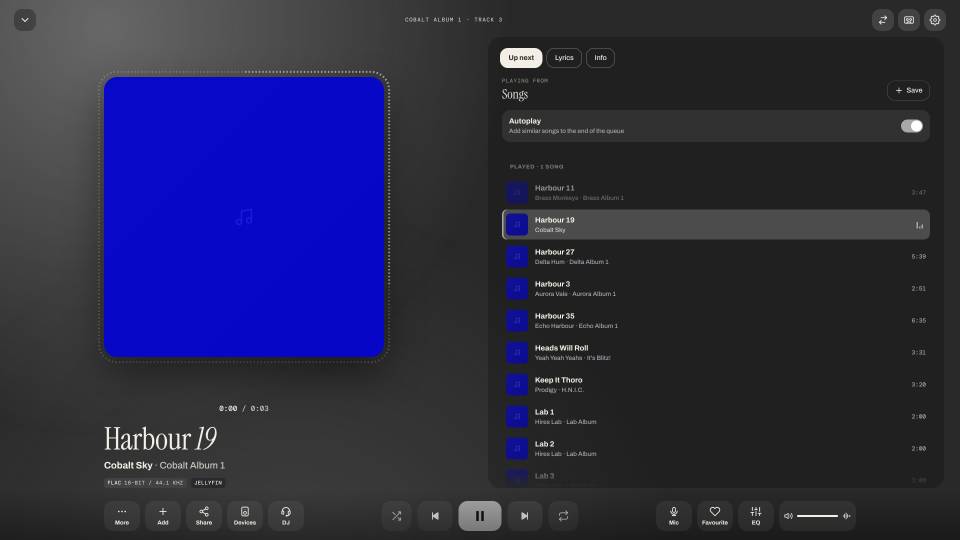 COBALT ALBUM 1 · TRACK 3
0:00 / 0:03
Harbour 19
Cobalt Sky · Cobalt Album 1
FLAC 16-BIT / 44.1 KHZ
JELLYFIN
Up next
Lyrics
Info
PLAYING FROM
Songs
Save
Autoplay
Add similar songs to the end of the queue
PLAYED · 1 SONG
Harbour 11
Brass Monkeys · Brass Album 1
3:47
Harbour 19
Cobalt Sky
Harbour 27
Delta Hum · Delta Album 1
5:39
Harbour 3
Aurora Vale · Aurora Album 1
2:51
Harbour 35
Echo Harbour · Echo Album 1
6:35
Heads Will Roll
Yeah Yeah Yeahs · It's Blitz!
3:31
Keep It Thoro
Prodigy · H.N.I.C.
3:20
Lab 1
Hires Lab · Lab Album
2:00
Lab 2
Hires Lab · Lab Album
2:00
Lab 3
More
Add
Share
Devices
DJ
Mic
Favourite
EQ